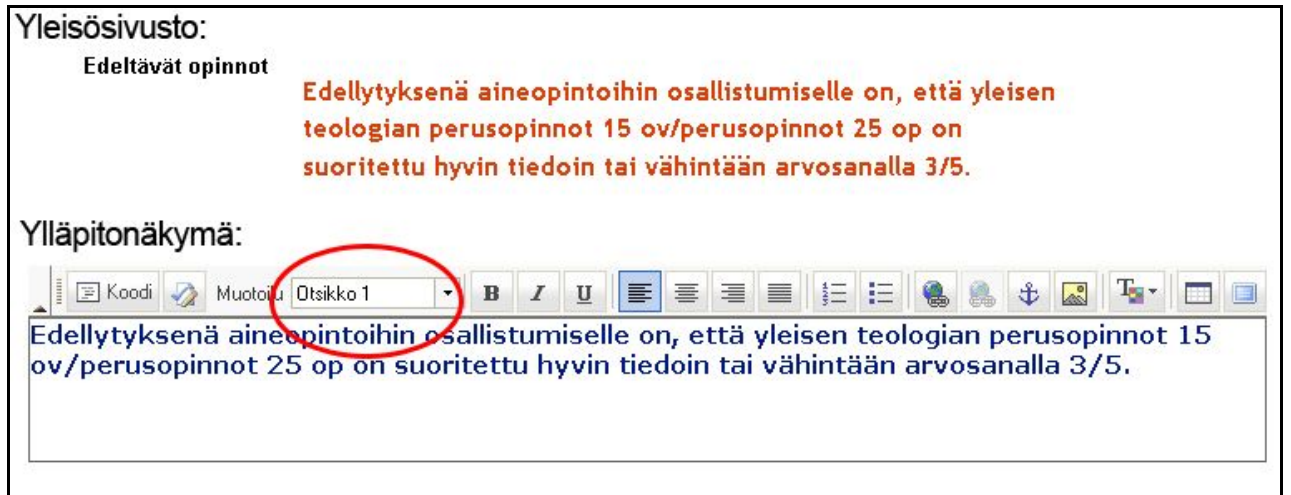 Yleisösivusto:
Edeltävät opinnot
Edellytyksenä aineopintoihin osallistumiselle on, että yleisen
teologian perusopinnot 15 ov/perusopinnot 25 op on
suoritettu hyvin tiedoin tai vähintään arvosanalla 3/5.
Ylläpitonäkymä:
Koodi Muotoilu Otsikko 1 B I U T
Edellytyksenä aineopintoihin osallistumiselle on, että yleisen teologian perusopinnot 15
ov/perusopinnot 25 op on suoritettu hyvin tiedoin tai vähintään arvosanalla 3/5.